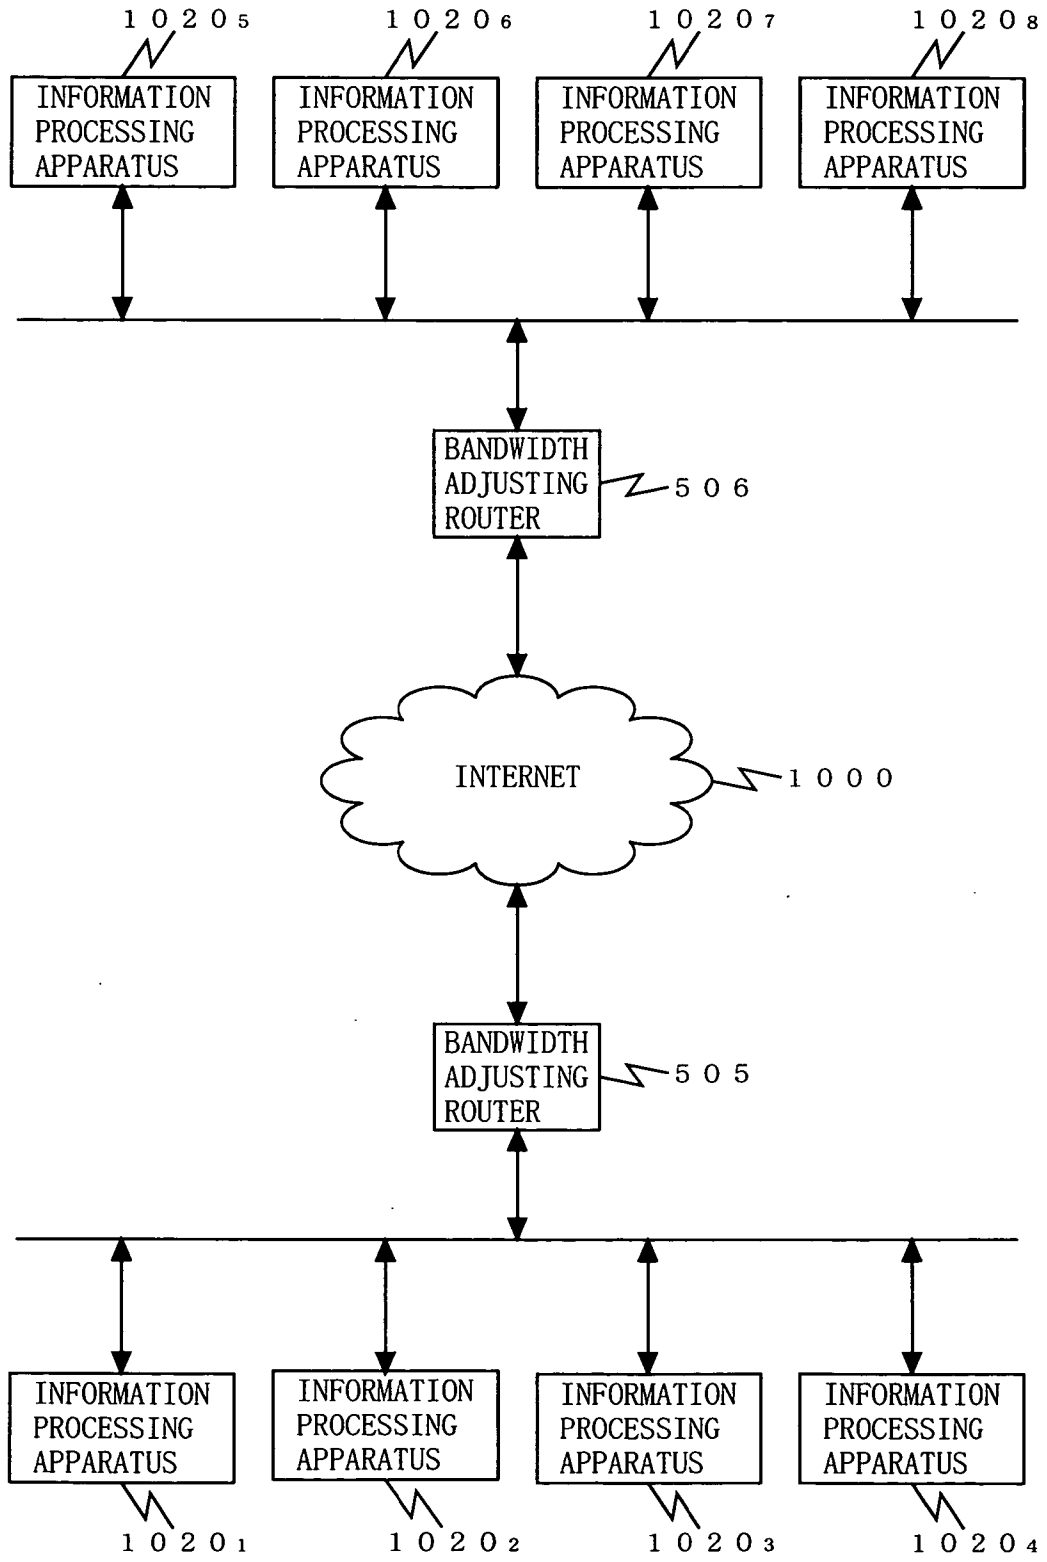 1020₅ 1020₆ 1020₇ 1020₈
INFORMATION INFORMATION INFORMATION INFORMATION
PROCESSING PROCESSING PROCESSING PROCESSING
APPARATUS APPARATUS APPARATUS APPARATUS
BANDWIDTH
ADJUSTING 506
ROUTER
INTERNET 1000
BANDWIDTH
ADJUSTING 505
ROUTER
INFORMATION INFORMATION INFORMATION INFORMATION
PROCESSING PROCESSING PROCESSING PROCESSING
APPARATUS APPARATUS APPARATUS APPARATUS
1020₁ 1020₂ 1020₃ 1020₄